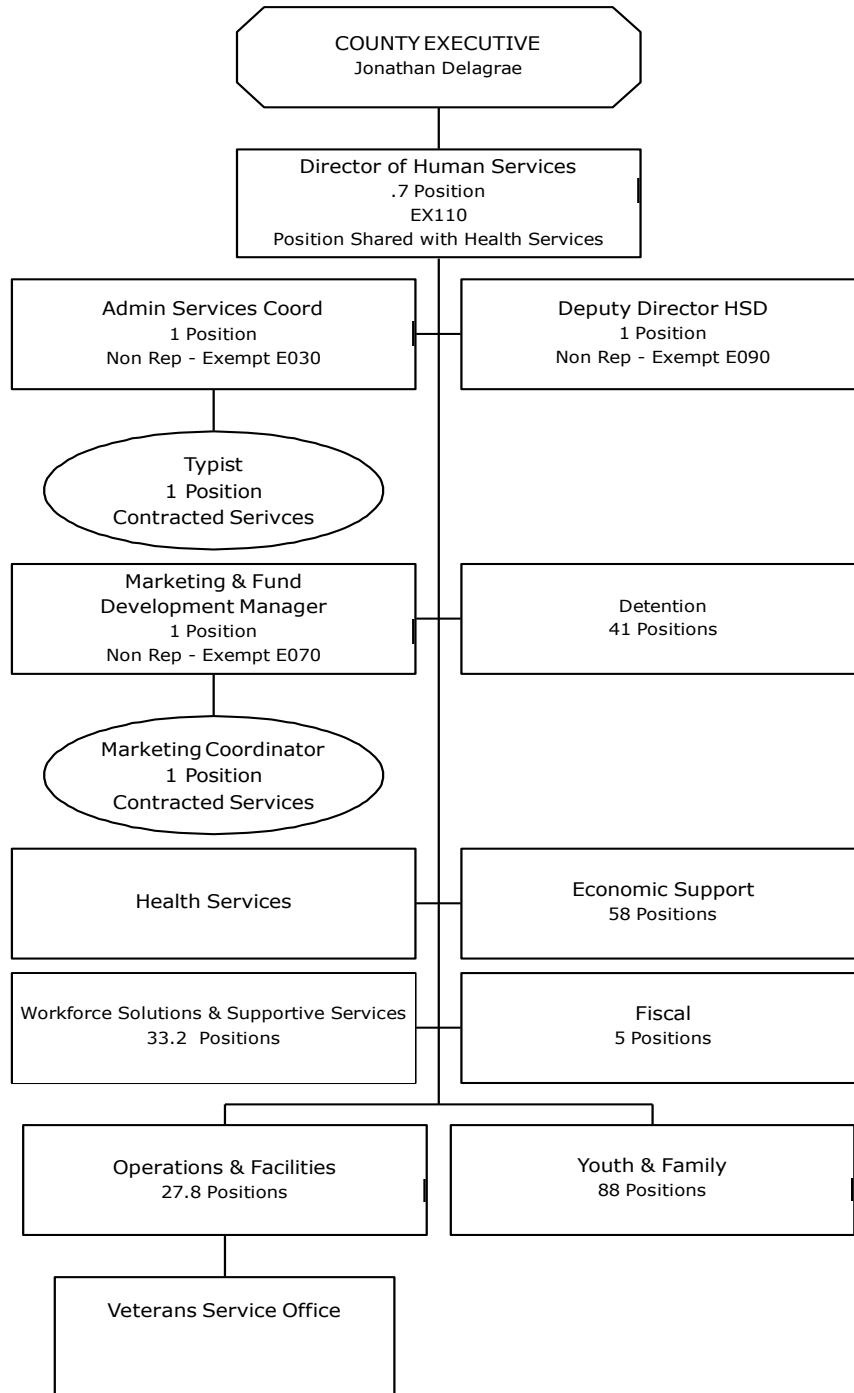 COUNTY EXECUTIVE
Jonathan Delagrae
Director of Human Services
.7 Position
EX110
Position Shared with Health Services
Admin Services Coord
1 Position
Non Rep - Exempt E030
Deputy Director HSD
1 Position
Non Rep - Exempt E090
Typist
1 Position
Contracted Serivces
Marketing & Fund
Development Manager
1 Position
Non Rep - Exempt E070
Detention
41 Positions
Marketing Coordinator
1 Position
Contracted Services
Health Services
Economic Support
58 Positions
Workforce Solutions & Supportive Services
33.2 Positions
Fiscal
5 Positions
Operations & Facilities
27.8 Positions
Youth & Family
88 Positions
Veterans Service Office